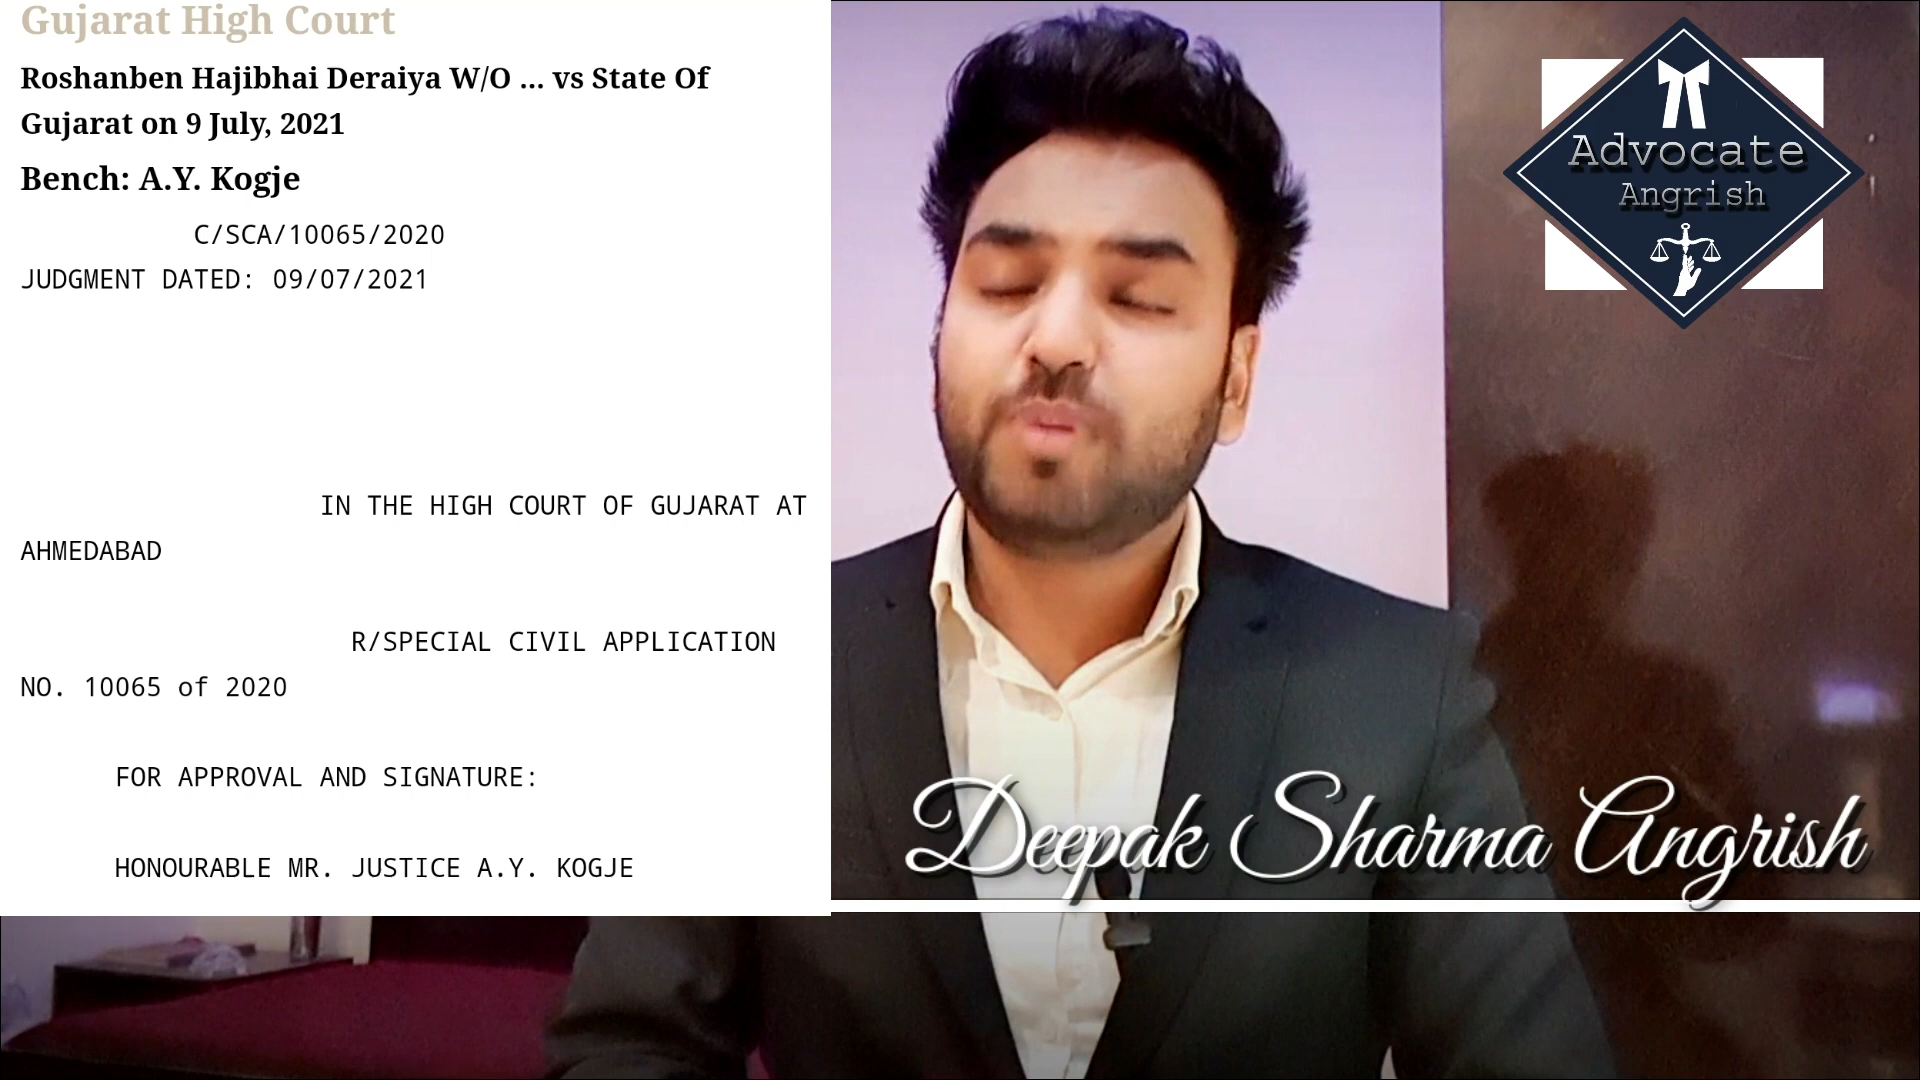 Gujarat High Court
Roshanben Hajibhai Deraiya W/O ... vs State Of
Gujarat on 9 July, 2021
Bench: A.Y. Kogje
C/SCA/10065/2020
JUDGMENT DATED: 09/07/2021
IN THE HIGH COURT OF GUJARAT AT
AHMEDABAD
R/SPECIAL CIVIL APPLICATION
NO. 10065 of 2020
FOR APPROVAL AND SIGNATURE:
HONOURABLE MR. JUSTICE A.Y. KOGJE
Advocate
Angrish
Deepak Sharma Angrish